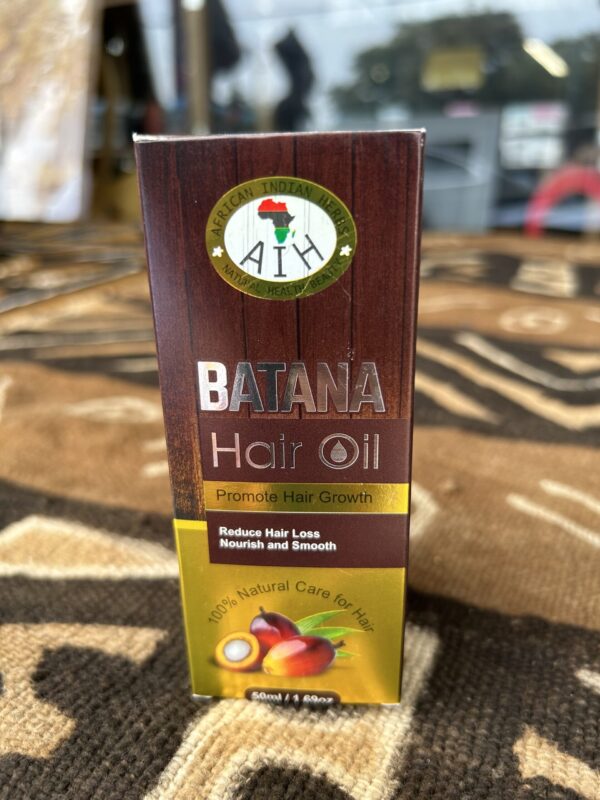 AFRICAN INDIAN HERBS
AIH
NATURAL HEALTH BEAUTY
BATANA
Hair Oil
Promote Hair Growth
Reduce Hair Loss
Nourish and Smooth
100% Natural Care for Hair
50ml / 1.69oz